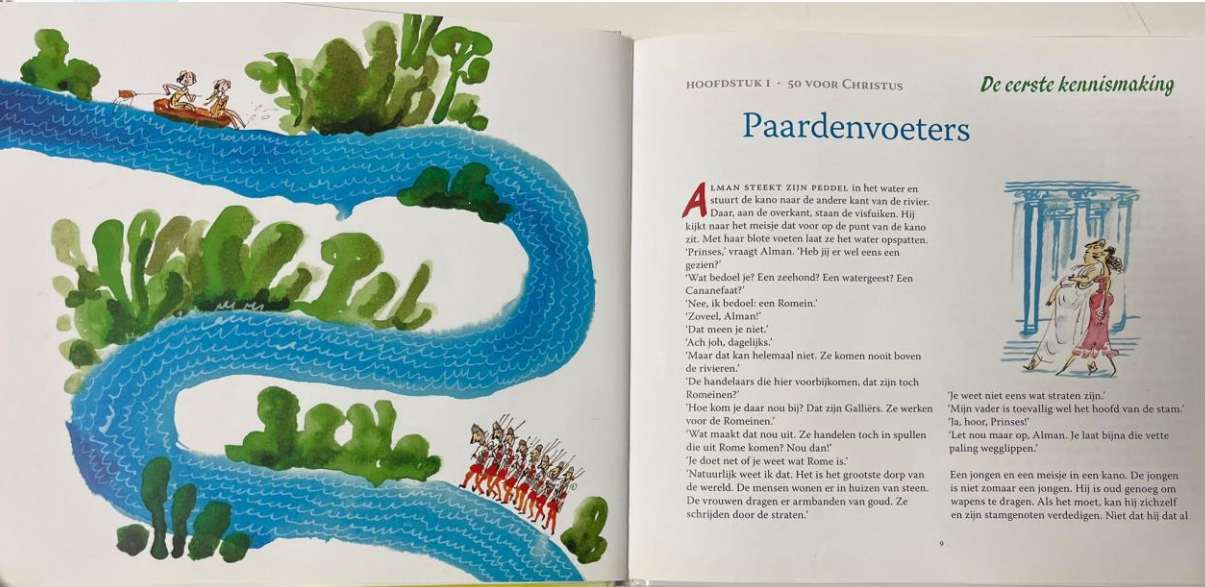 HOOFDSTUK I · 50 VOOR CHRISTUS
De eerste kennismaking
Paardenvoeters
ALMAN STEEKT ZIJN PEDDEL in het water en
stuurt de kano naar de andere kant van de rivier.
Daar, aan de overkant, staan de visfuiken. Hij
kijkt naar het meisje dat voor op de punt van de kano
zit. Met haar blote voeten laat ze het water opspatten.
'Prinses,' vraagt Alman. 'Heb jij er wel eens een
gezien?'
'Wat bedoel je? Een zeehond? Een watergeest? Een
Cananefaat?'
'Nee, ik bedoel: een Romein.'
'Zoveel, Alman!'
'Dat meen je niet.'
'Ach joh, dagelijks.'
'Maar dat kan helemaal niet. Ze komen nooit boven
de rivieren.'
'De handelaars die hier voorbijkomen, dat zijn toch
Romeinen?'
'Hoe kom je daar nou bij? Dat zijn Galliërs. Ze werken
voor de Romeinen.'
'Wat maakt dat nou uit. Ze handelen toch in spullen
die uit Rome komen? Nou dan!'
'Je doet net of je weet wat Rome is.'
'Natuurlijk weet ik dat. Het is het grootste dorp van
de wereld. De mensen wonen er in huizen van steen.
De vrouwen dragen er armbanden van goud. Ze
schrijden door de straten.'
'Je weet niet eens wat straten zijn.'
'Mijn vader is toevallig wel het hoofd van de stam.'
'Ja, hoor, Prinses!'
'Let nou maar op, Alman. Je laat bijna die vette
paling wegglippen.'
Een jongen en een meisje in een kano. De jongen
is niet zomaar een jongen. Hij is oud genoeg om
wapens te dragen. Als het moet, kan hij zichzelf
en zijn stamgenoten verdedigen. Niet dat hij dat al
9